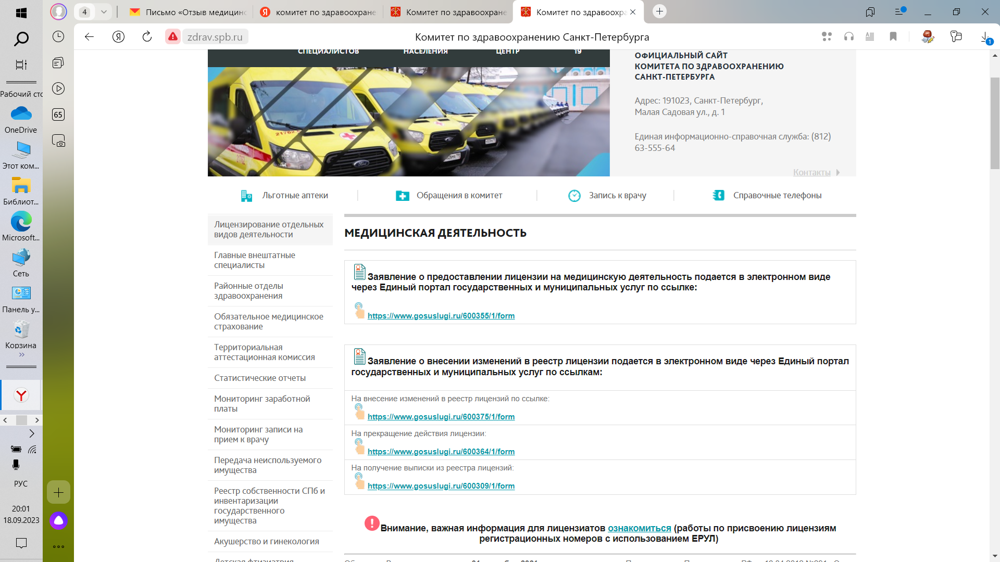 4
Письмо «Отзыв медицинс
комитет по здравоохране
Комитет по здравоохране
Комитет по здравоохра
zdrav.spb.ru
Комитет по здравоохранению Санкт-Петербурга
1
Рабочий сто
OneDrive
Этот ком...
Библиот...
Microsoft...
Сеть
Панель у...
Корзина
РУС
20:01
18.09.2023
65
СПЕЦИАЛИСТОВ
НАСЕЛЕНИЯ
ЦЕНТР
19
ОФИЦИАЛЬНЫЙ САЙТ
КОМИТЕТА ПО ЗДРАВООХРАНЕНИЮ
САНКТ-ПЕТЕРБУРГА
Адрес: 191023, Санкт-Петербург,
Малая Садовая ул., д. 1
Единая информационно-справочная служба: (812)
63-555-64
Контакты
Льготные аптеки
Обращения в комитет
Запись к врачу
Справочные телефоны
Лицензирование отдельных
видов деятельности
Главные внештатные
специалисты
Районные отделы
здравоохранения
Обязательное медицинское
страхование
Территориальная
аттестационная комиссия
Статистические отчеты
Мониторинг заработной
платы
Мониторинг записи на
прием к врачу
Передача неиспользуемого
имущества
Реестр собственности СПб и
инвентаризации
государственного
имущества
Акушерство и гинекология
Детская фтизиатрия
МЕДИЦИНСКАЯ ДЕЯТЕЛЬНОСТЬ
Заявление о предоставлении лицензии на медицинскую деятельность подается в электронном виде
через Единый портал государственных и муниципальных услуг по ссылке:
https://www.gosuslugi.ru/600355/1/form
Заявление о внесении изменений в реестр лицензии подается в электронном виде через Единый портал
государственных и муниципальных услуг по ссылкам:
На внесение изменений в реестр лицензий по ссылке:
https://www.gosuslugi.ru/600375/1/form
На прекращение действия лицензии:
https://www.gosuslugi.ru/600364/1/form
На получение выписки из реестра лицензий:
https://www.gosuslugi.ru/600309/1/form
Внимание, важная информация для лицензиатов ознакомиться (работы по присвоению лицензиям
регистрационных номеров с использованием ЕРУЛ)